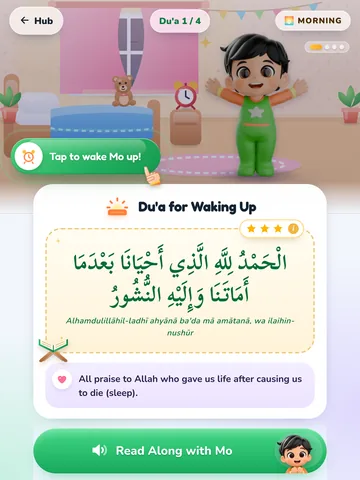 ← Hub
Du'a 1 / 4
MORNING
Tap to wake Mo up!
Du'a for Waking Up
الْحَمْدُ لِلَّهِ الَّذِي أَحْيَانَا بَعْدَمَا
أَمَاتَنَا وَإِلَيْهِ النُّشُورُ
Alhamdulillāhil-ladhī ahyānā ba'da mā amātanā, wa ilaihin-
nushūr
All praise to Allah who gave us life after causing us
to die (sleep).
Read Along with Mo